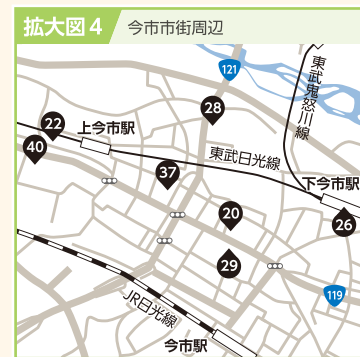 拡大図4 今市市街周辺
121
東武鬼怒川線
28
22
上今市駅
40
東武日光線
37
下今市駅
20
26
29
119
JR日光線
今市駅